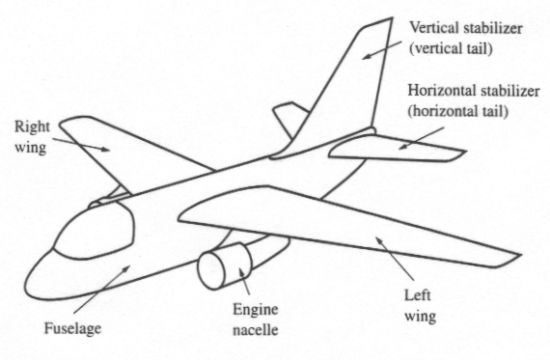 Vertical stabilizer
(vertical tail)
Horizontal stabilizer
(horizontal tail)
Right
wing
Left
wing
Engine
nacelle
Fuselage